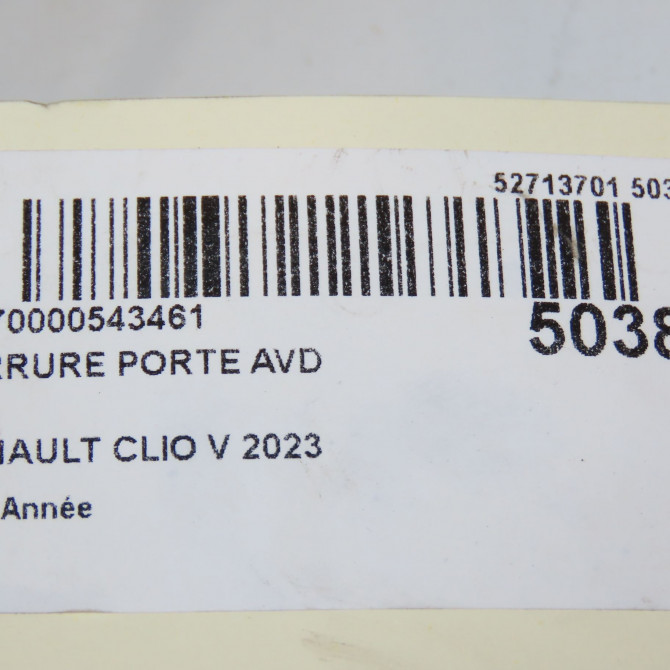 52713701 503
70000543461
5038
RRURE PORTE AVD
NAULT CLIO V 2023
Année